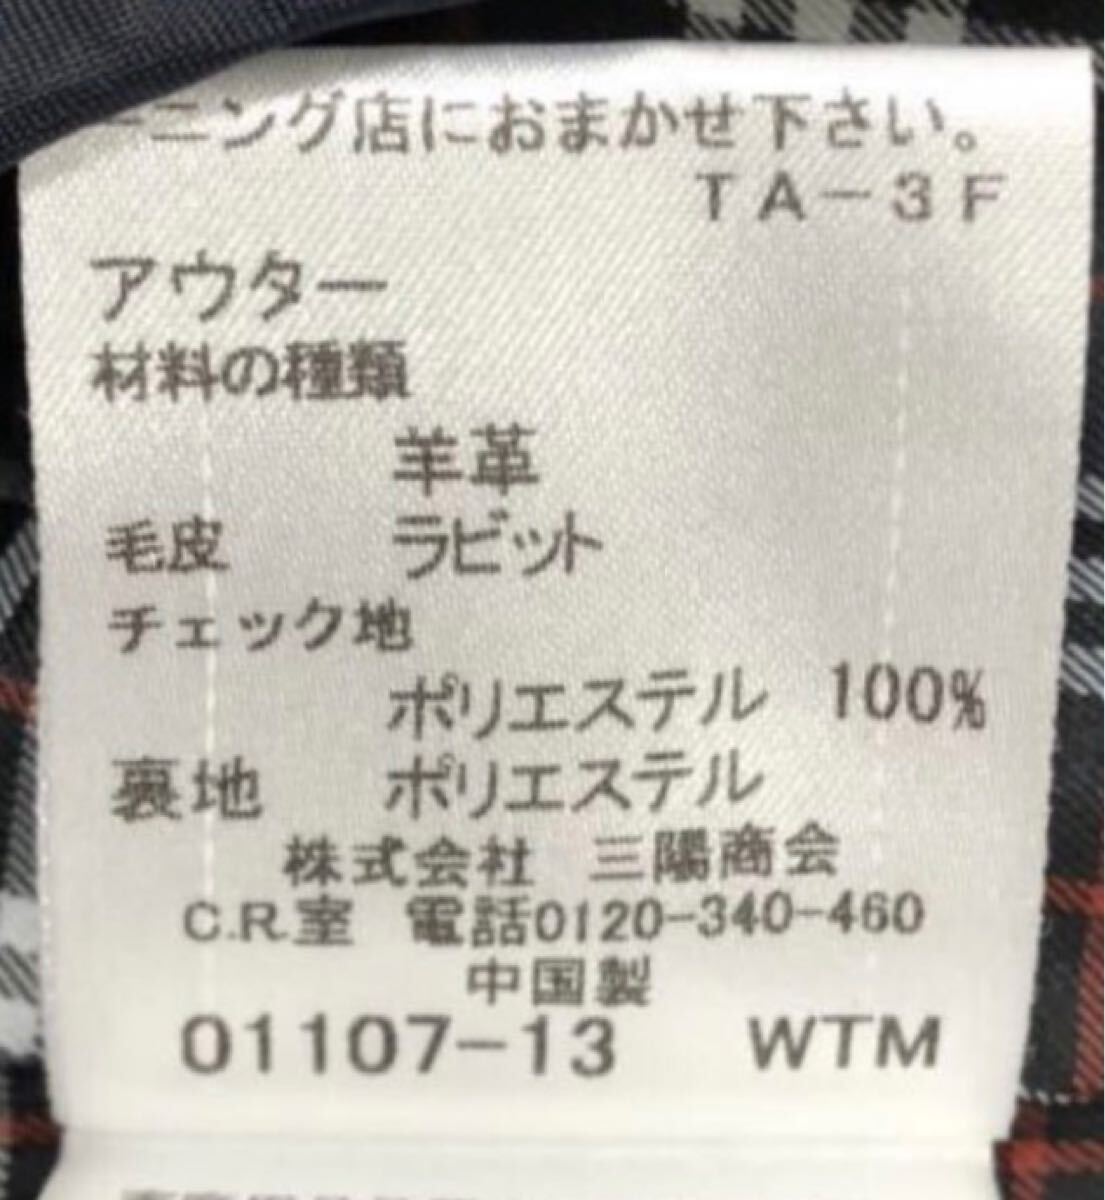 ーニング店におまかせ下さい。
TA-3F
アウター
材料の種類
羊革
毛皮 ラビット
チェック地
ポリエステル 100%
裏地 ポリエステル
株式会社 三陽商会
C.R.室 電話0120-340-460
中国製
01107-13 WTM